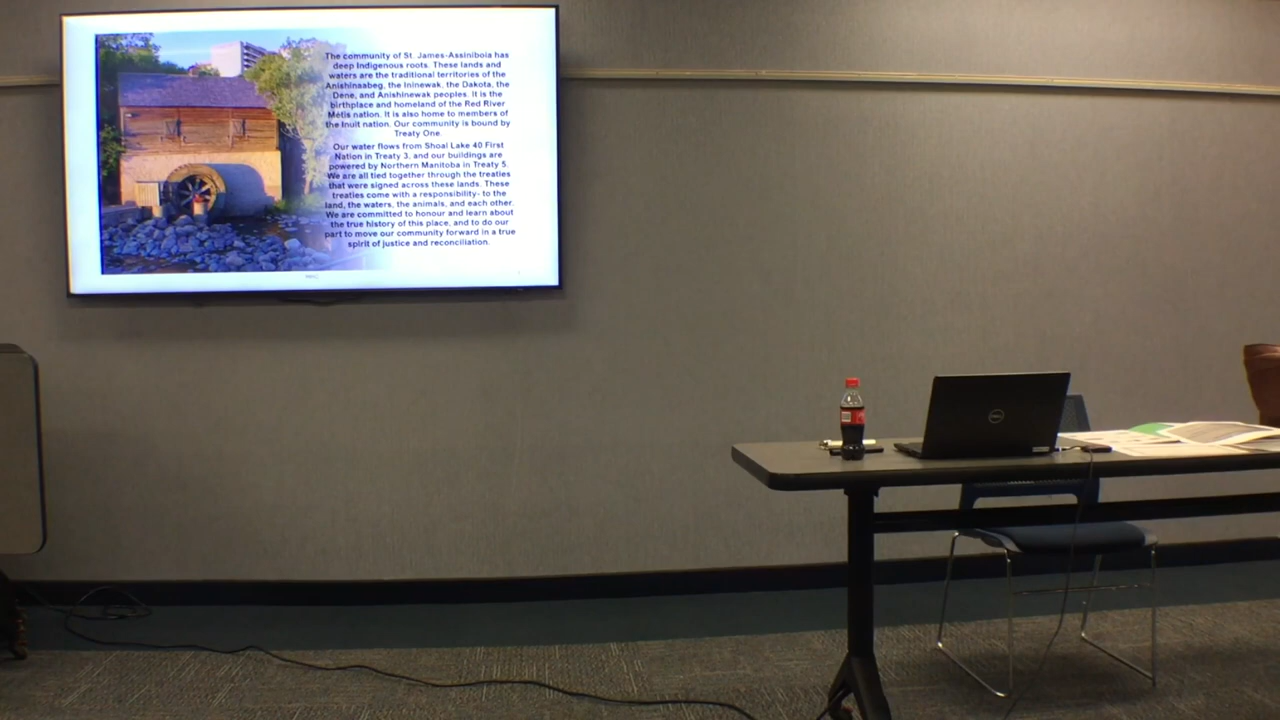 The community of St. James-Assiniboia has
deep Indigenous roots. These lands and
waters are the traditional territories of the
Anishinaabeg, the Ininewak, the Dakota, the
Dene, and Anishinewak peoples. It is the
birthplace and homeland of the Red River
Métis nation. It is also home to members of
the Inuit nation. Our community is bound by
Treaty One.
Our water flows from Shoal Lake 40 First
Nation in Treaty 3, and our buildings are
powered by Northern Manitoba in Treaty 5.
We are all tied together through the treaties
that were signed across these lands. These
treaties come with a responsibility- to the
land, the waters, the animals, and each other.
We are committed to honour and learn about
the true history of this place, and to do our
part to move our community forward in a true
spirit of justice and reconciliation.
DELL